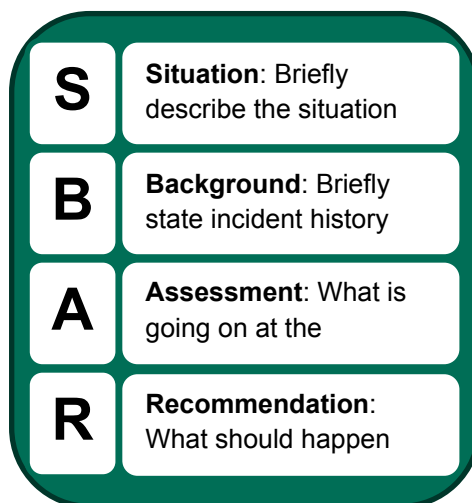 S
Situation: Briefly
describe the situation
B
Background: Briefly
state incident history
A
Assessment: What is
going on at the
R
Recommendation:
What should happen